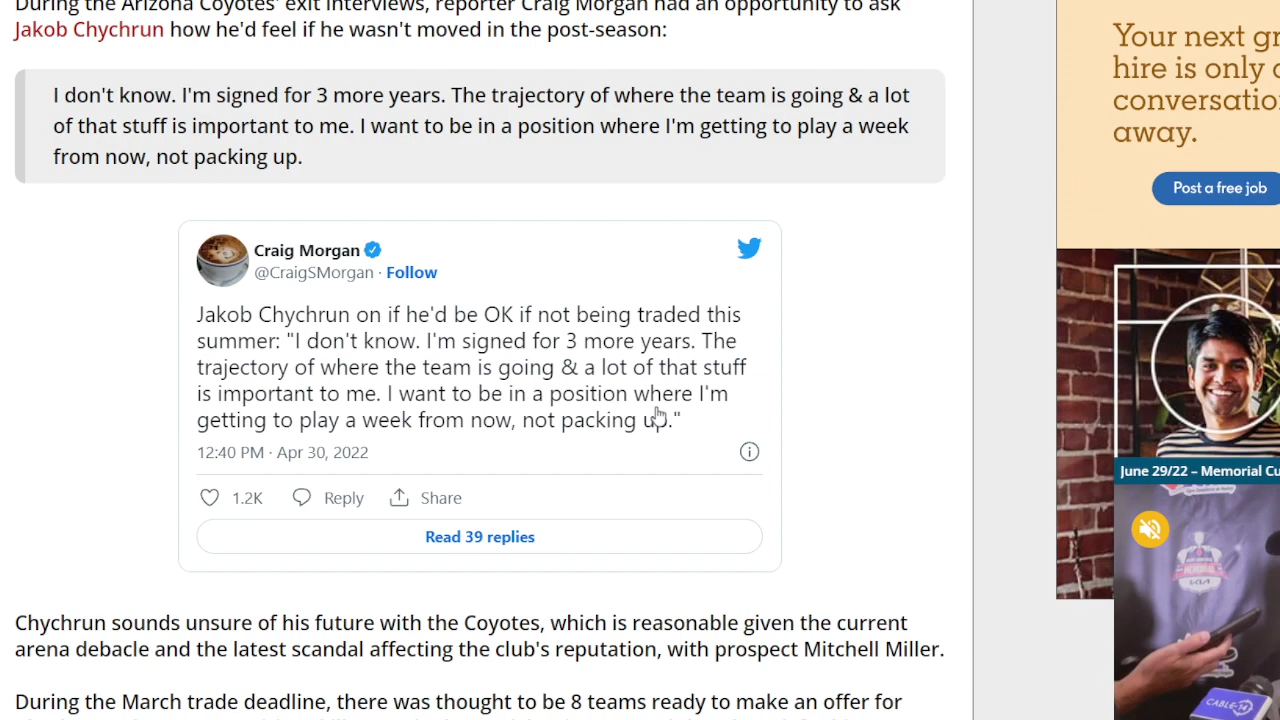 During the Arizona Coyotes' exit interviews, reporter Craig Morgan had an opportunity to ask
Jakob Chychrun how he'd feel if he wasn't moved in the post-season:
I don't know. I'm signed for 3 more years. The trajectory of where the team is going & a lot
of that stuff is important to me. I want to be in a position where I'm getting to play a week
from now, not packing up.
Craig Morgan
@CraigSMorgan · Follow
Jakob Chychrun on if he'd be OK if not being traded this
summer: "I don't know. I'm signed for 3 more years. The
trajectory of where the team is going & a lot of that stuff
is important to me. I want to be in a position where I'm
getting to play a week from now, not packing up."
12:40 PM · Apr 30, 2022
1.2K Reply Share
Read 39 replies
Chychrun sounds unsure of his future with the Coyotes, which is reasonable given the current
arena debacle and the latest scandal affecting the club's reputation, with prospect Mitchell Miller.
During the March trade deadline, there was thought to be 8 teams ready to make an offer for
Your next gr
hire is only
conversatio
away.
Post a free job
June 29/22 – Memorial Cu
MEMORIAL
KIA
CABLE-14